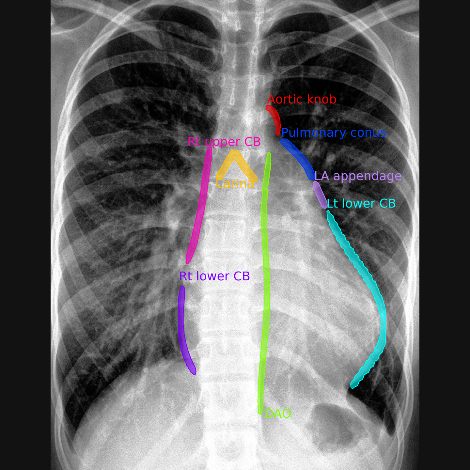 Aortic knob
Pulmonary conus
Rt upper CB
Carina
LA appendage
Lt lower CB
Rt lower CB
DAO